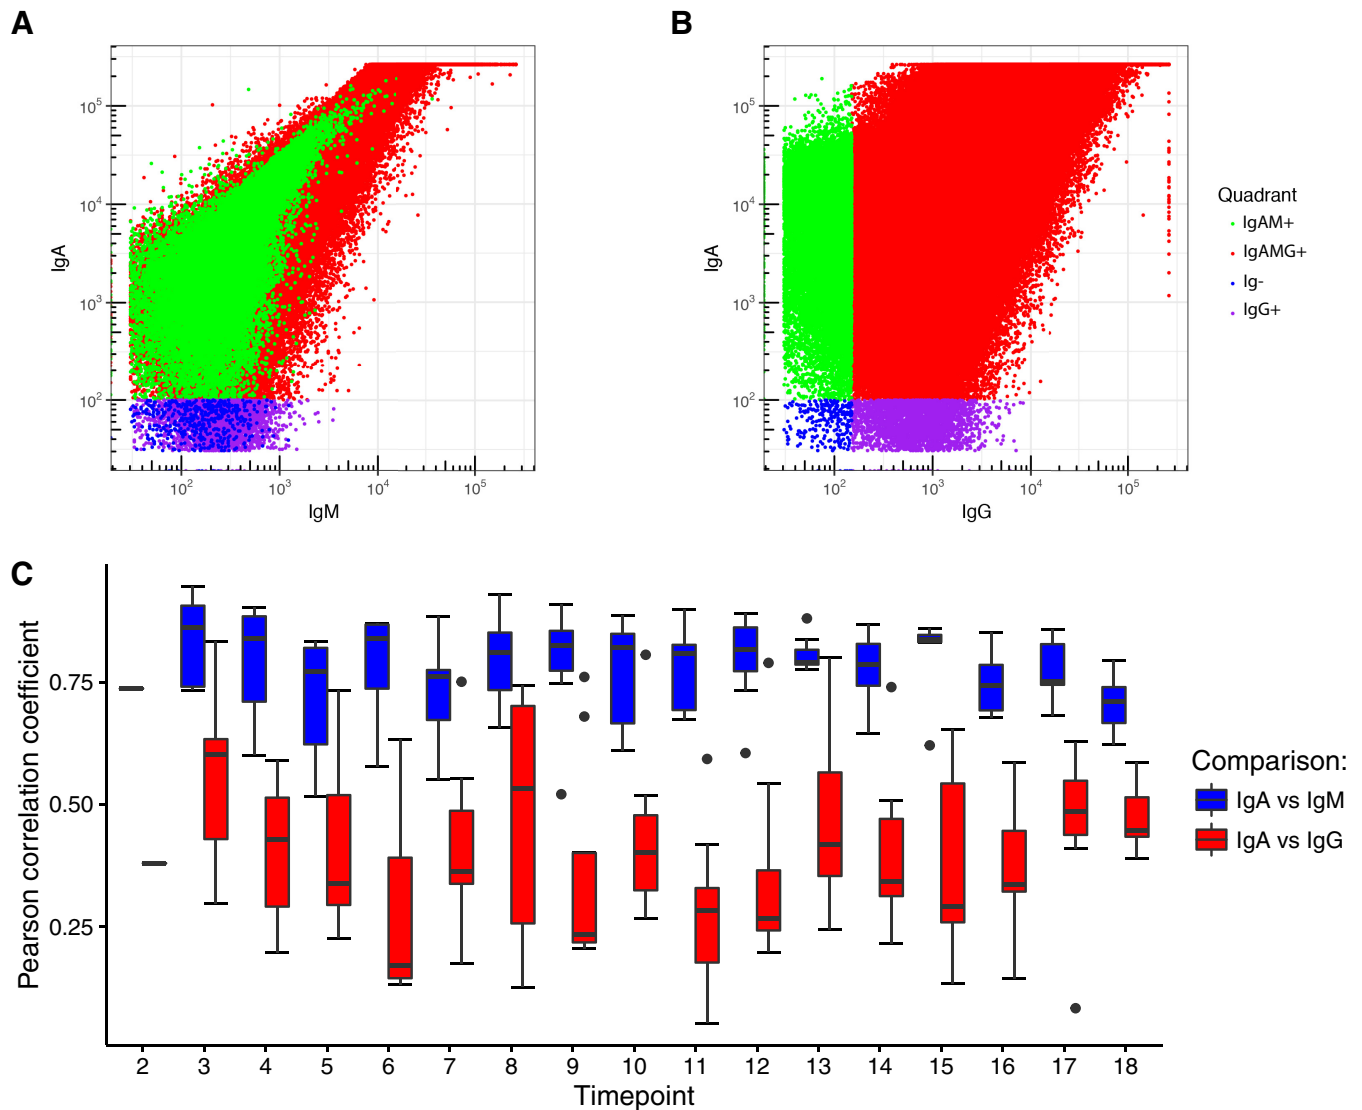 A
B
10^5
10^4
10^3
10^2
IgA
10^2 10^3 10^4 10^5
IgM
10^5
10^4
10^3
10^2
IgA
10^2 10^3 10^4 10^5
IgG
Quadrant
IgAM+
IgAMG+
Ig-
IgG+
C
Pearson correlation coefficient
0.75
0.50
0.25
2 3 4 5 6 7 8 9 10 11 12 13 14 15 16 17 18
Timepoint
Comparison:
IgA vs IgM
IgA vs IgG